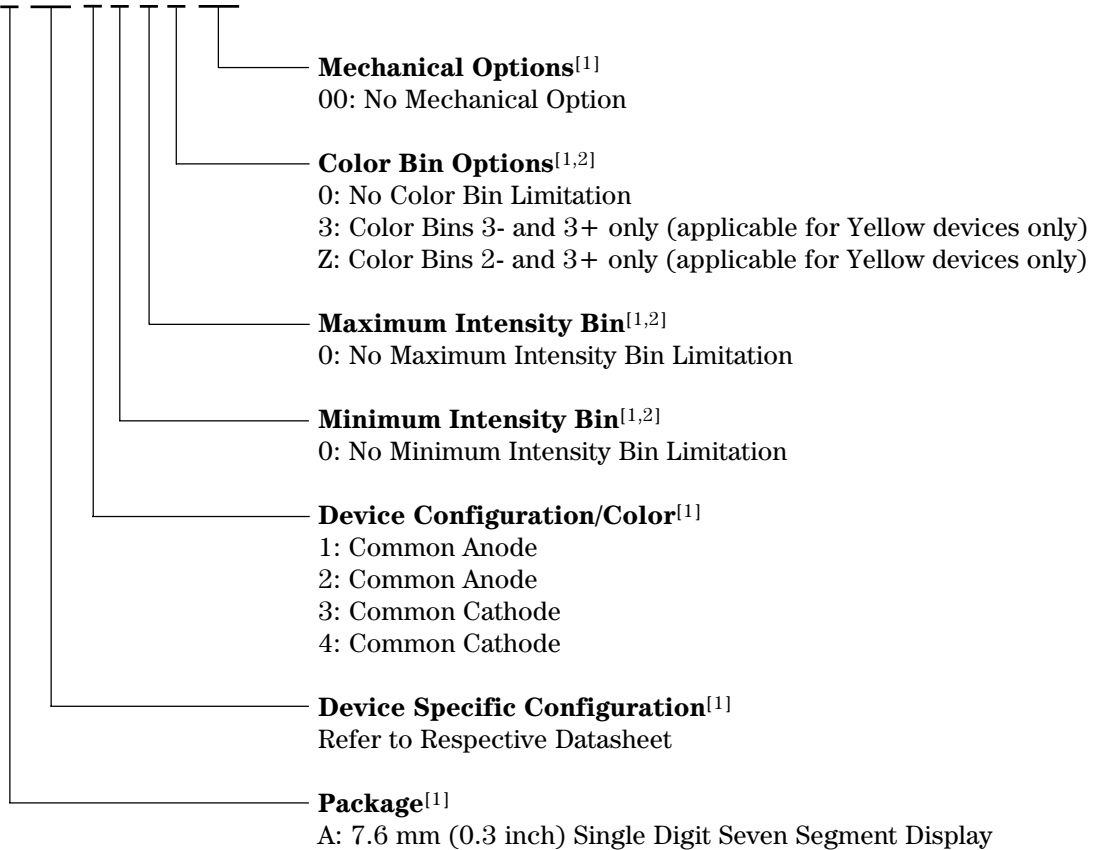 Mechanical Options[1]
00: No Mechanical Option
Color Bin Options[1,2]
0: No Color Bin Limitation
3: Color Bins 3- and 3+ only (applicable for Yellow devices only)
Z: Color Bins 2- and 3+ only (applicable for Yellow devices only)
Maximum Intensity Bin[1,2]
0: No Maximum Intensity Bin Limitation
Minimum Intensity Bin[1,2]
0: No Minimum Intensity Bin Limitation
Device Configuration/Color[1]
1: Common Anode
2: Common Anode
3: Common Cathode
4: Common Cathode
Device Specific Configuration[1]
Refer to Respective Datasheet
Package[1]
A: 7.6 mm (0.3 inch) Single Digit Seven Segment Display